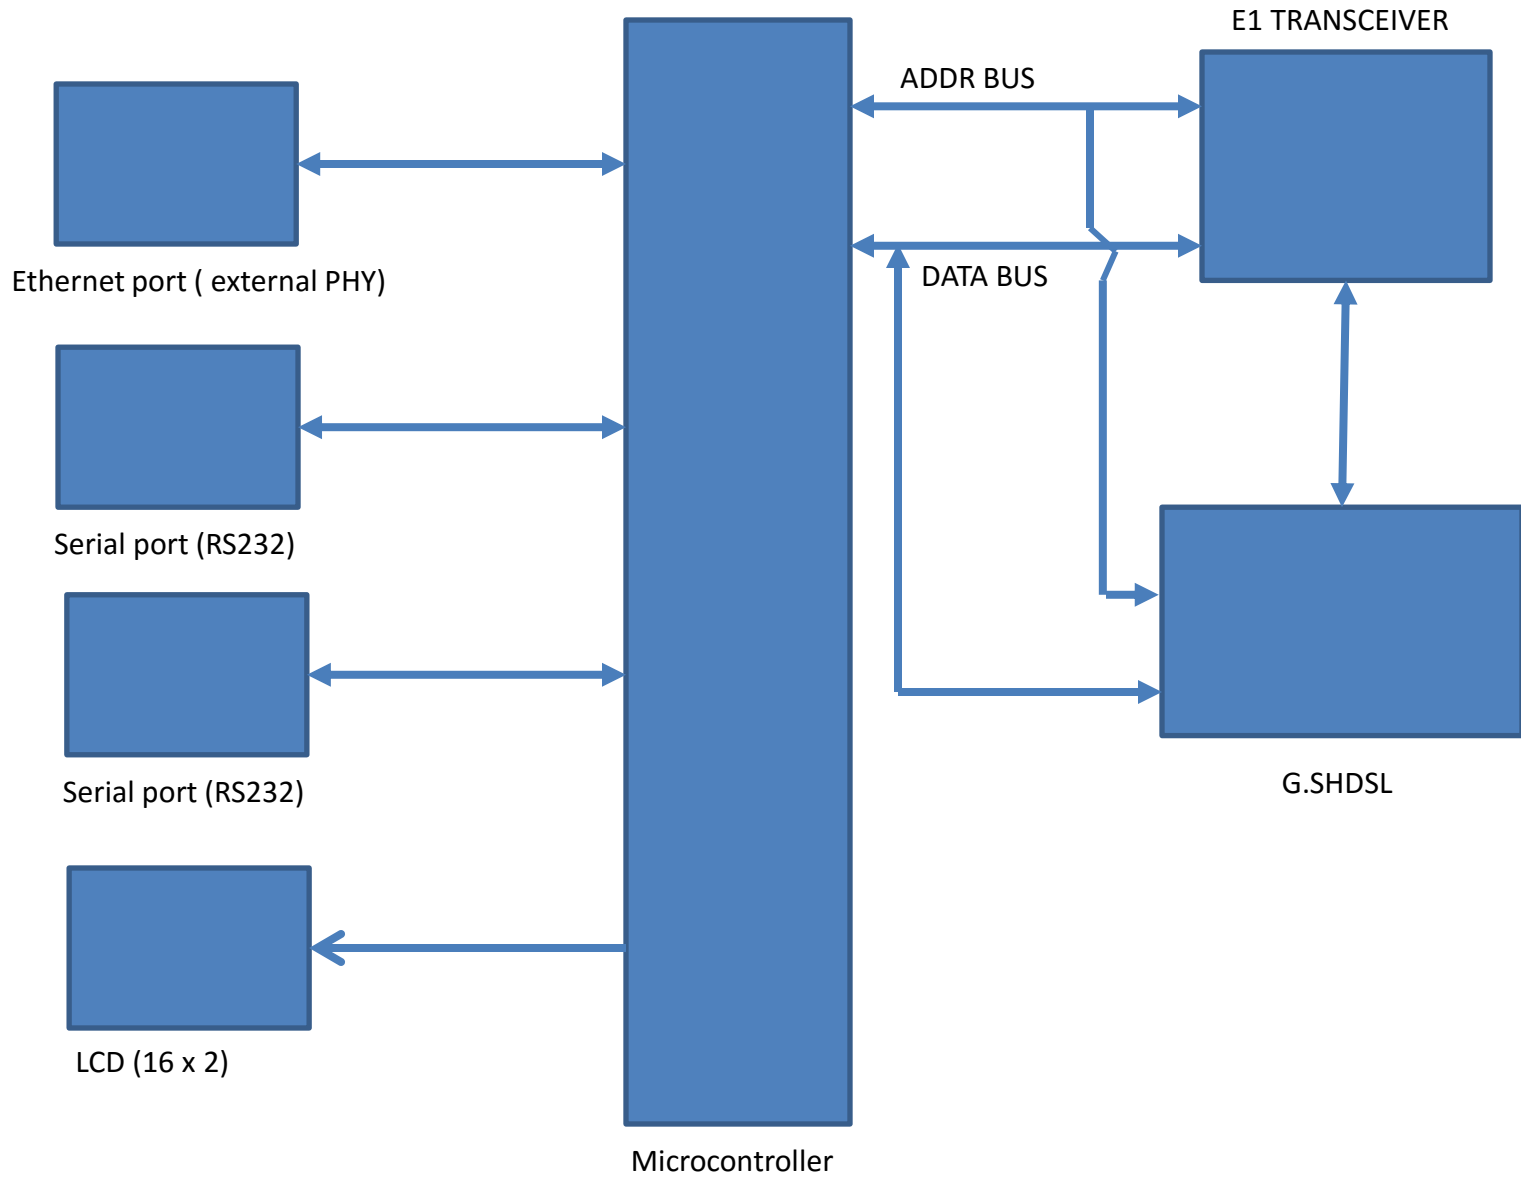 E1 TRANSCEIVER
ADDR BUS
DATA BUS
Ethernet port ( external PHY)
Serial port (RS232)
Serial port (RS232)
G.SHDSL
LCD (16 x 2)
Microcontroller